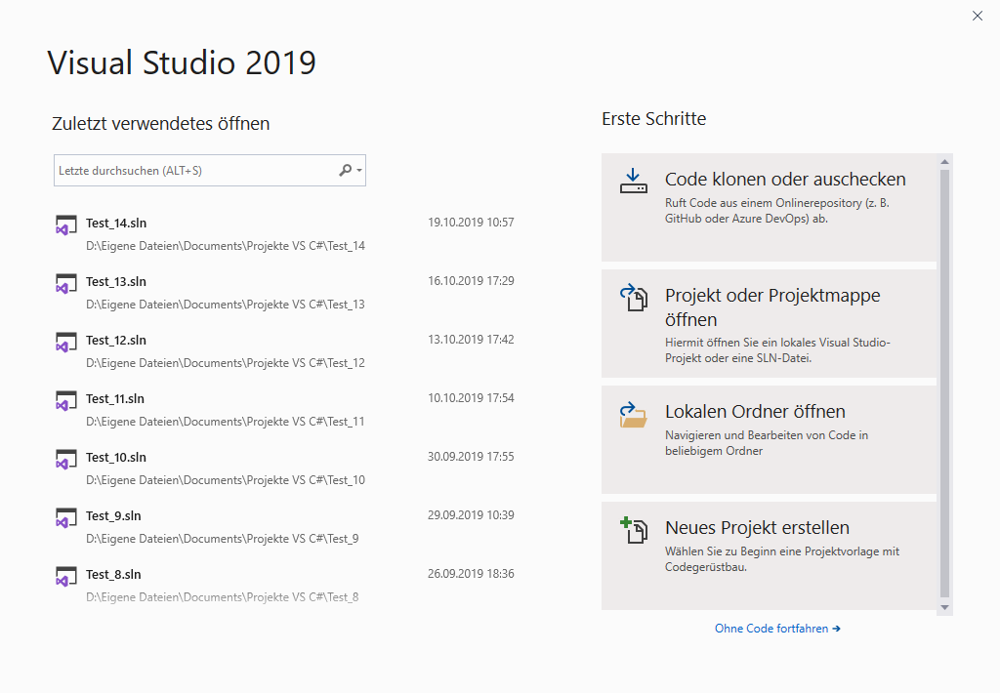 Visual Studio 2019
Zuletzt verwendetes öffnen
Letzte durchsuchen (ALT+S)
Test_14.sln 19.10.2019 10:57
D:\Eigene Dateien\Documents\Projekte VS C#\Test_14
Test_13.sln 16.10.2019 17:29
D:\Eigene Dateien\Documents\Projekte VS C#\Test_13
Test_12.sln 13.10.2019 17:42
D:\Eigene Dateien\Documents\Projekte VS C#\Test_12
Test_11.sln 10.10.2019 17:54
D:\Eigene Dateien\Documents\Projekte VS C#\Test_11
Test_10.sln 30.09.2019 17:55
D:\Eigene Dateien\Documents\Projekte VS C#\Test_10
Test_9.sln 29.09.2019 10:39
D:\Eigene Dateien\Documents\Projekte VS C#\Test_9
Test_8.sln 26.09.2019 18:36
D:\Eigene Dateien\Documents\Projekte VS C#\Test_8
Erste Schritte
Code klonen oder auschecken
Ruft Code aus einem Onlinerepository (z. B.
GitHub oder Azure DevOps) ab.
Projekt oder Projektmappe
öffnen
Hiermit öffnen Sie ein lokales Visual Studio-
Projekt oder eine SLN-Datei.
Lokalen Ordner öffnen
Navigieren und Bearbeiten von Code in
beliebigem Ordner
Neues Projekt erstellen
Wählen Sie zu Beginn eine Projektvorlage mit
Codegerüstbau.
Ohne Code fortfahren →